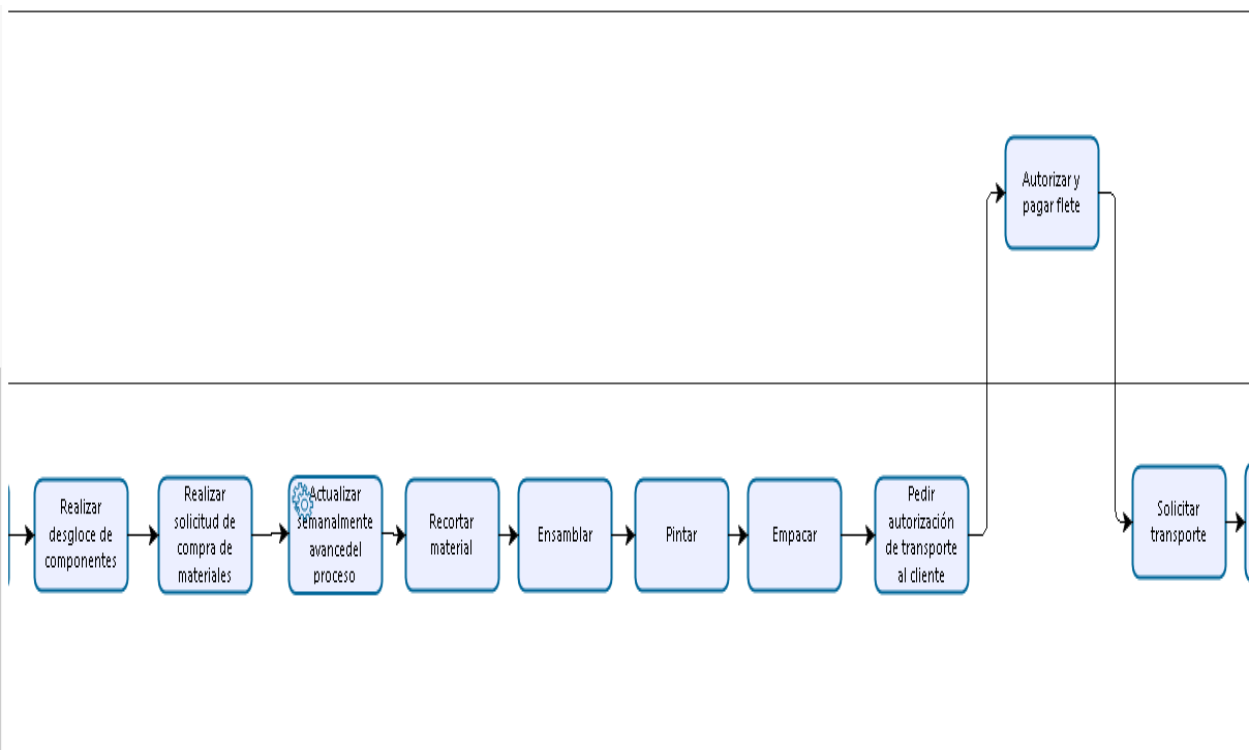 Autorizar y
pagar flete
Realizar
desgloce de
componentes
Realizar
solicitud de
compra de
materiales
Actualizar
semanalmente
avancedel
proceso
Recortar
material
Ensamblar
Pintar
Empacar
Pedir
autorización
de transporte
al cliente
Solicitar
transporte